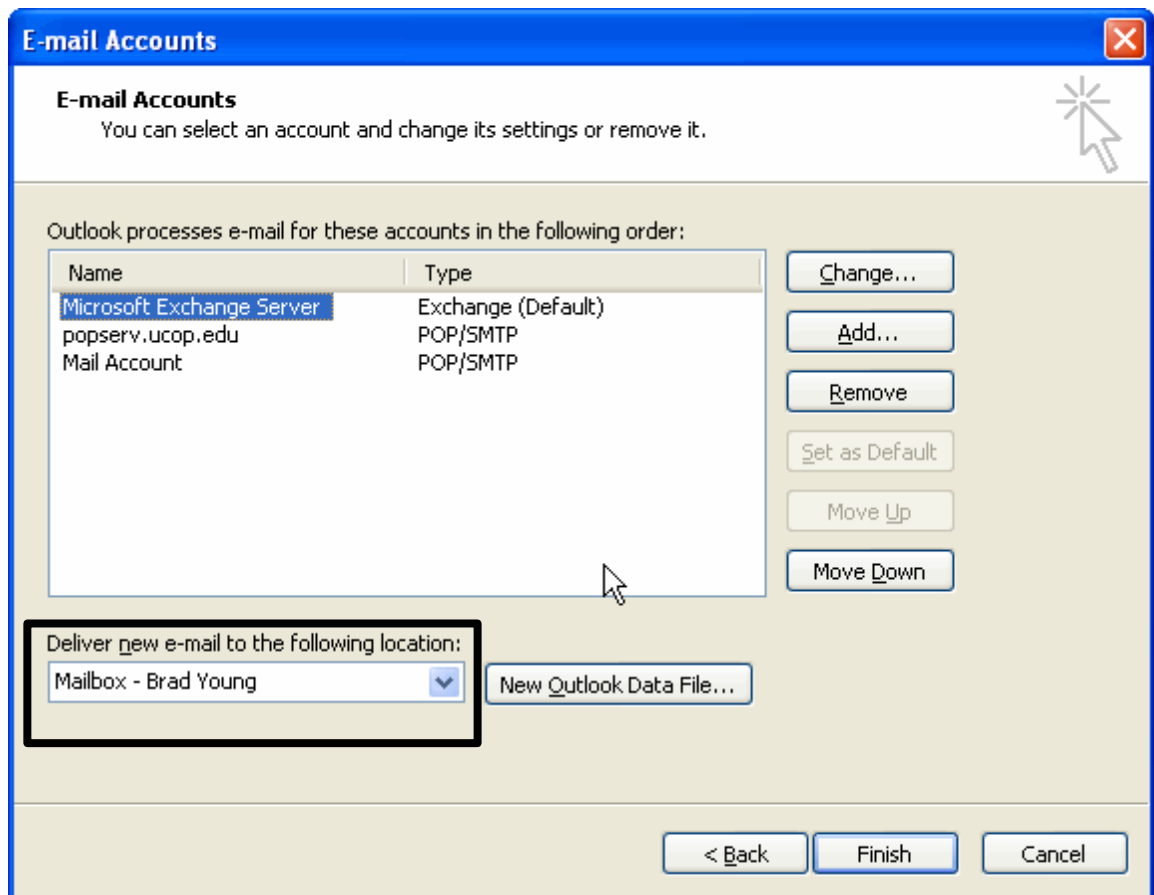 E-mail Accounts
E-mail Accounts
You can select an account and change its settings or remove it.
Outlook processes e-mail for these accounts in the following order:
Name Type
Microsoft Exchange Server Exchange (Default)
popserv.ucop.edu POP/SMTP
Mail Account POP/SMTP
Change...
Add...
Remove
Set as Default
Move Up
Move Down
Deliver new e-mail to the following location:
Mailbox - Brad Young
New Outlook Data File...
< Back Finish Cancel